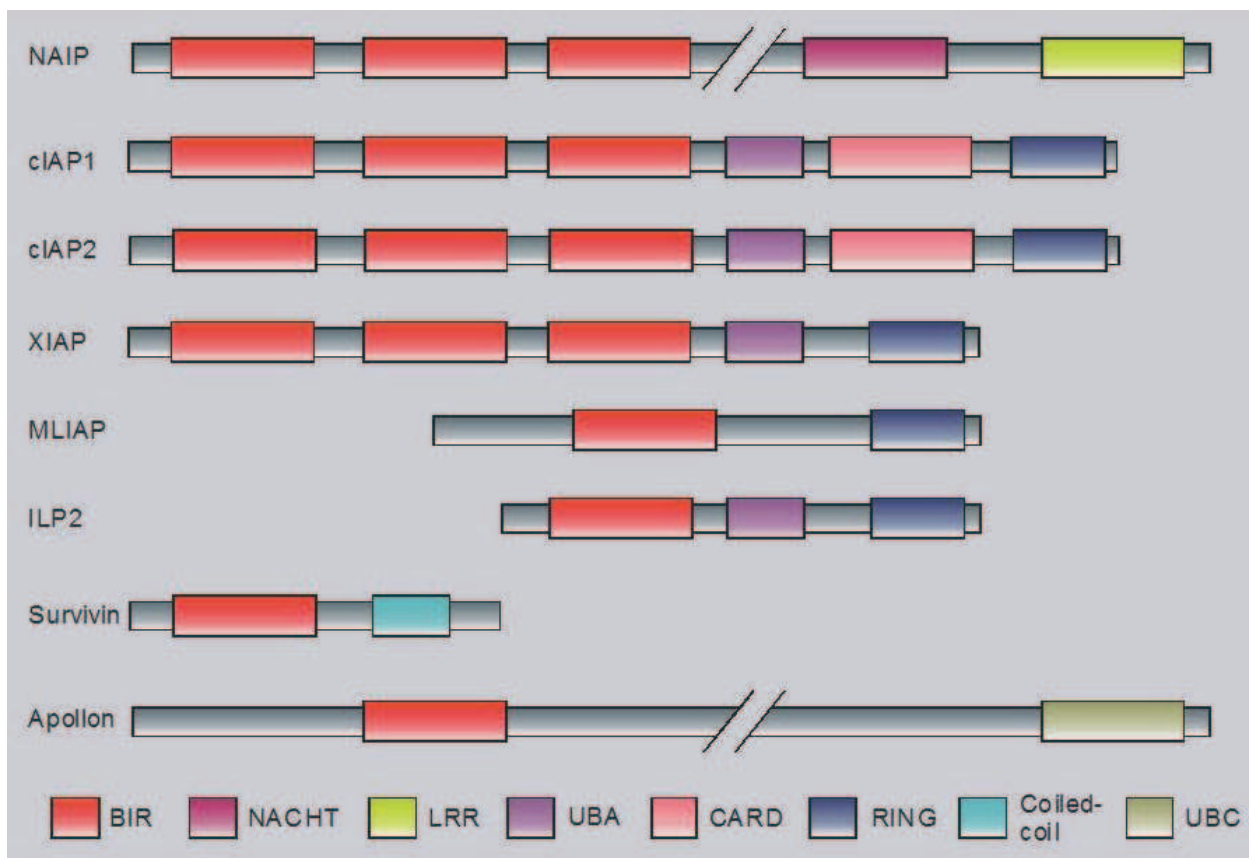 NAIP
cIAP1
cIAP2
XIAP
MLIAP
ILP2
Survivin
Apollon
BIR NACHT LRR UBA CARD RING Coiled-
coil UBC